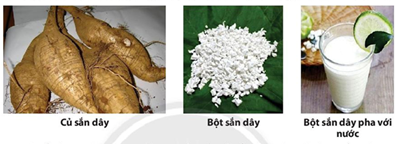 Củ sắn dây
Bột sắn dây
Bột sắn dây pha với
nước